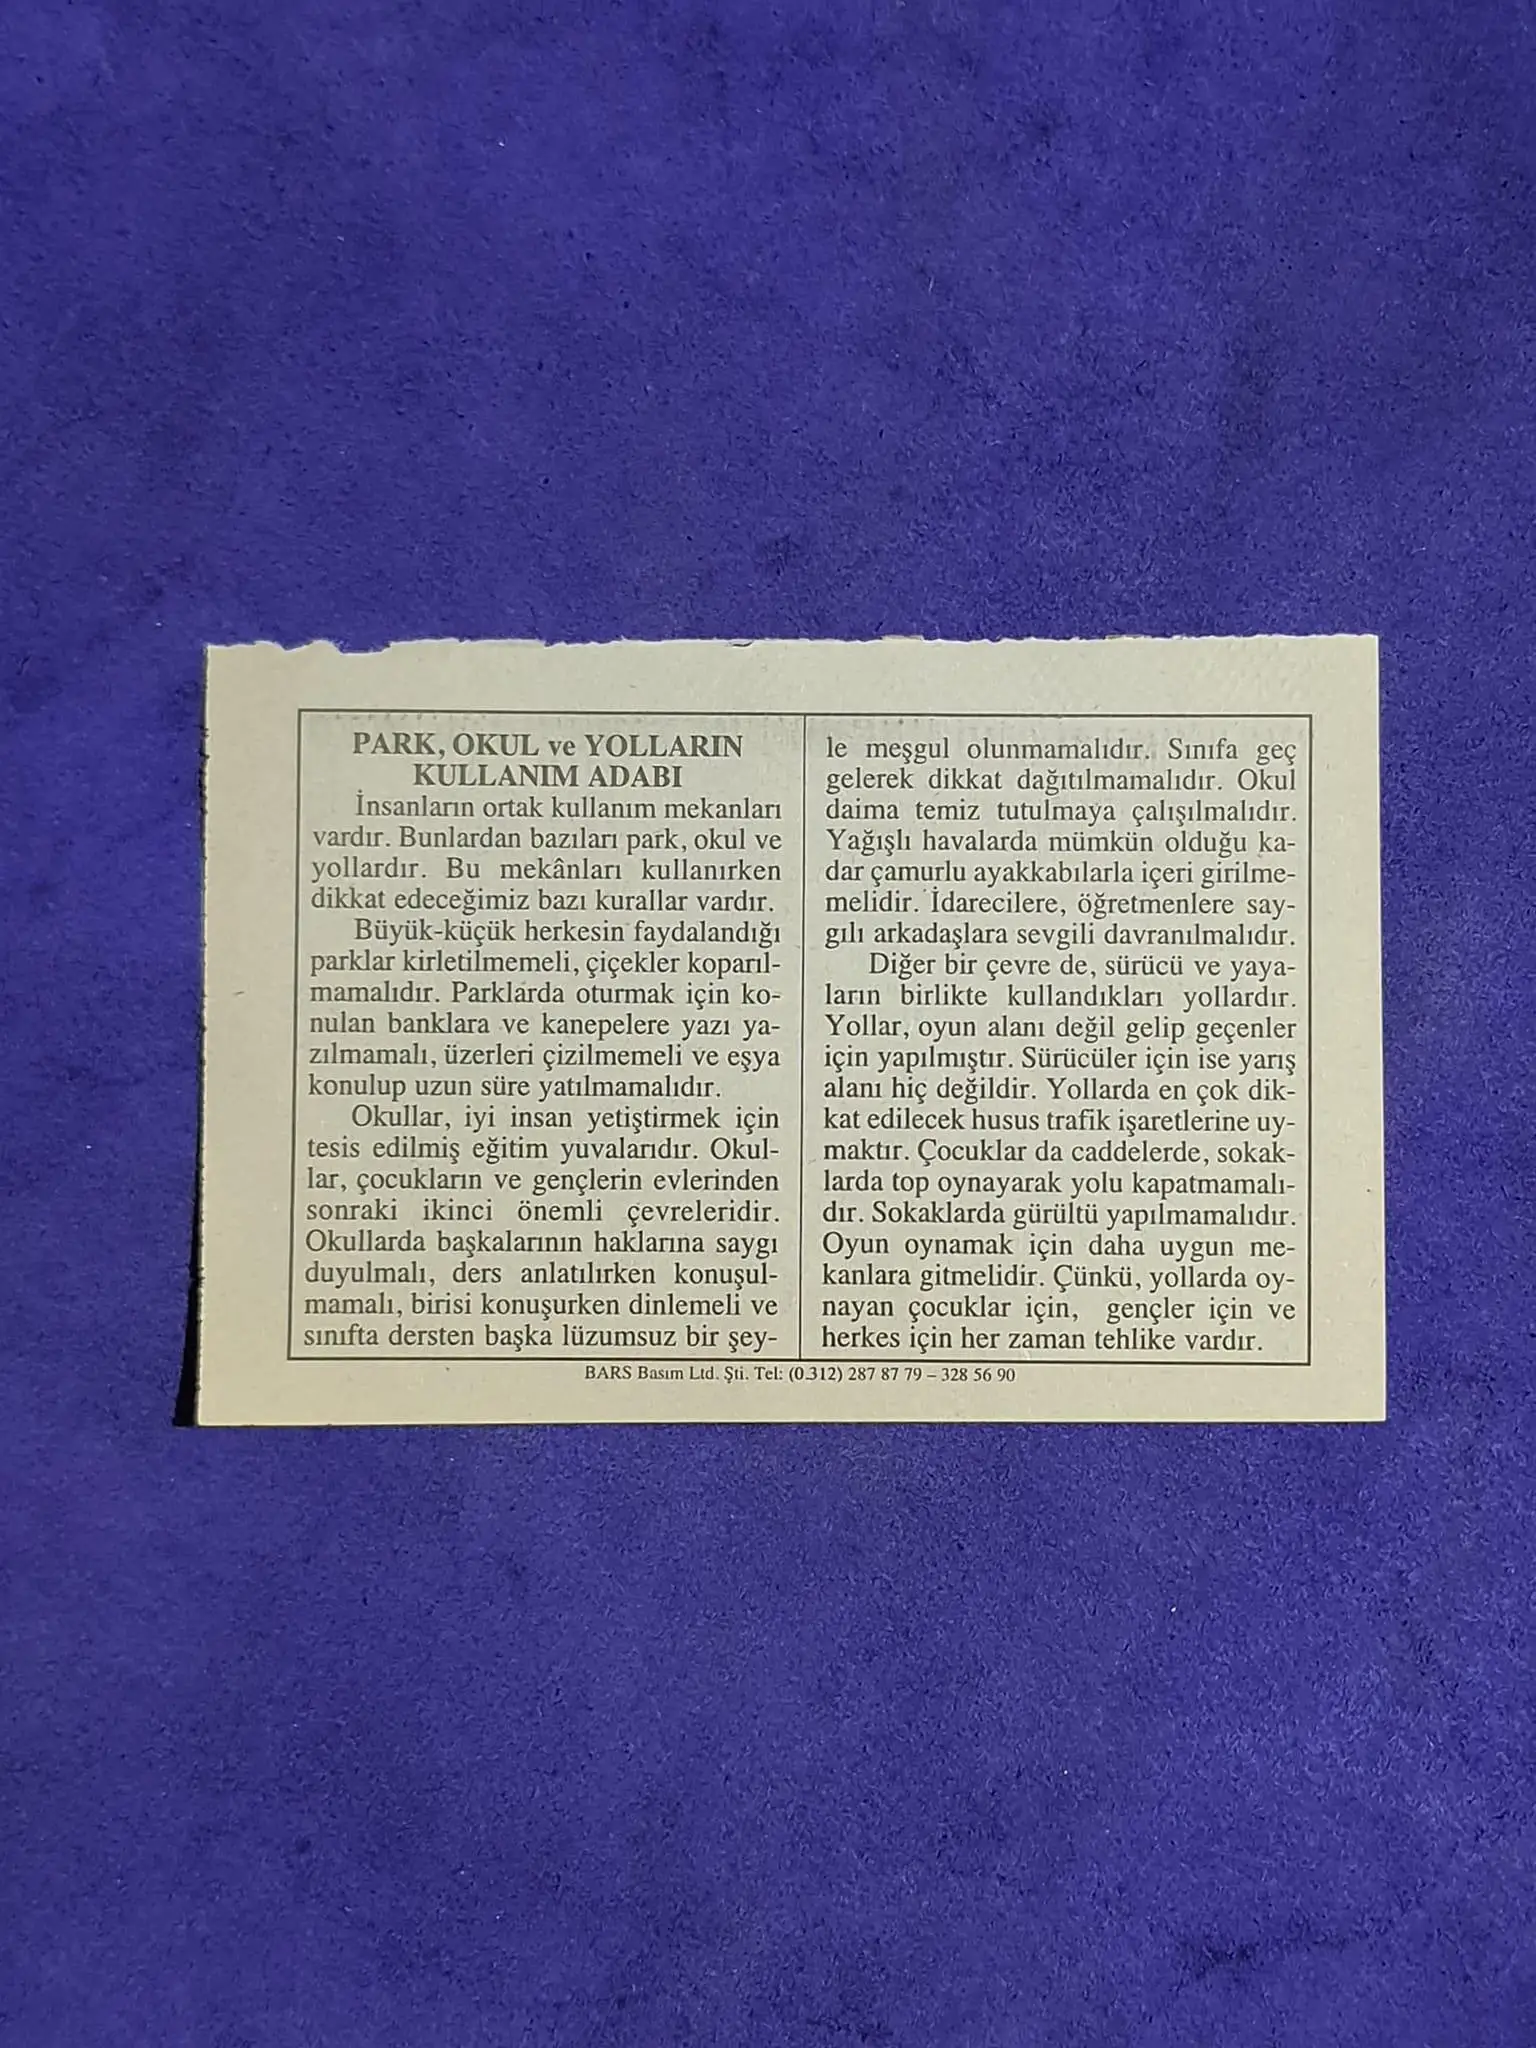 PARK, OKUL ve YOLLARIN
KULLANIM ADABI
İnsanların ortak kullanım mekanları
vardır. Bunlardan bazıları park, okul ve
yollardır. Bu mekânları kullanırken
dikkat edeceğimiz bazı kurallar vardır.
Büyük-küçük herkesin faydalandığı
parklar kirletilmemeli, çiçekler koparıl-
mamalıdır. Parklarda oturmak için ko-
nulan banklara ve kanepelere yazı ya-
zılmamalı, üzerleri çizilmemeli ve eşya
konulup uzun süre yatılmamalıdır.
Okullar, iyi insan yetiştirmek için
tesis edilmiş eğitim yuvalarıdır. Okul-
lar, çocukların ve gençlerin evlerinden
sonraki ikinci önemli çevreleridir.
Okullarda başkalarının haklarına saygı
duyulmalı, ders anlatılırken konuşul-
mamalı, birisi konuşurken dinlemeli ve
sınıfta dersten başka lüzumsuz bir şey-
le meşgul olunmamalıdır. Sınıfa geç
gelerek dikkat dağıtılmamalıdır. Okul
daima temiz tutulmaya çalışılmalıdır.
Yağışlı havalarda mümkün olduğu ka-
dar çamurlu ayakkabılarla içeri girilme-
melidir. İdarecilere, öğretmenlere say-
gılı arkadaşlara sevgili davranılmalıdır.
Diğer bir çevre de, sürücü ve yaya-
ların birlikte kullandıkları yollardır.
Yollar, oyun alanı değil gelip geçenler
için yapılmıştır. Sürücüler için ise yarış
alanı hiç değildir. Yollarda en çok dik-
kat edilecek husus trafik işaretlerine uy-
maktır. Çocuklar da caddelerde, sokak-
larda top oynayarak yolu kapatmamalı-
dır. Sokaklarda gürültü yapılmamalıdır.
Oyun oynamak için daha uygun me-
kanlara gitmelidir. Çünkü, yollarda oy-
nayan çocuklar için, gençler için ve
herkes için her zaman tehlike vardır.
BARS Basım Ltd. Şti. Tel: (0.312) 287 87 79 – 328 56 90